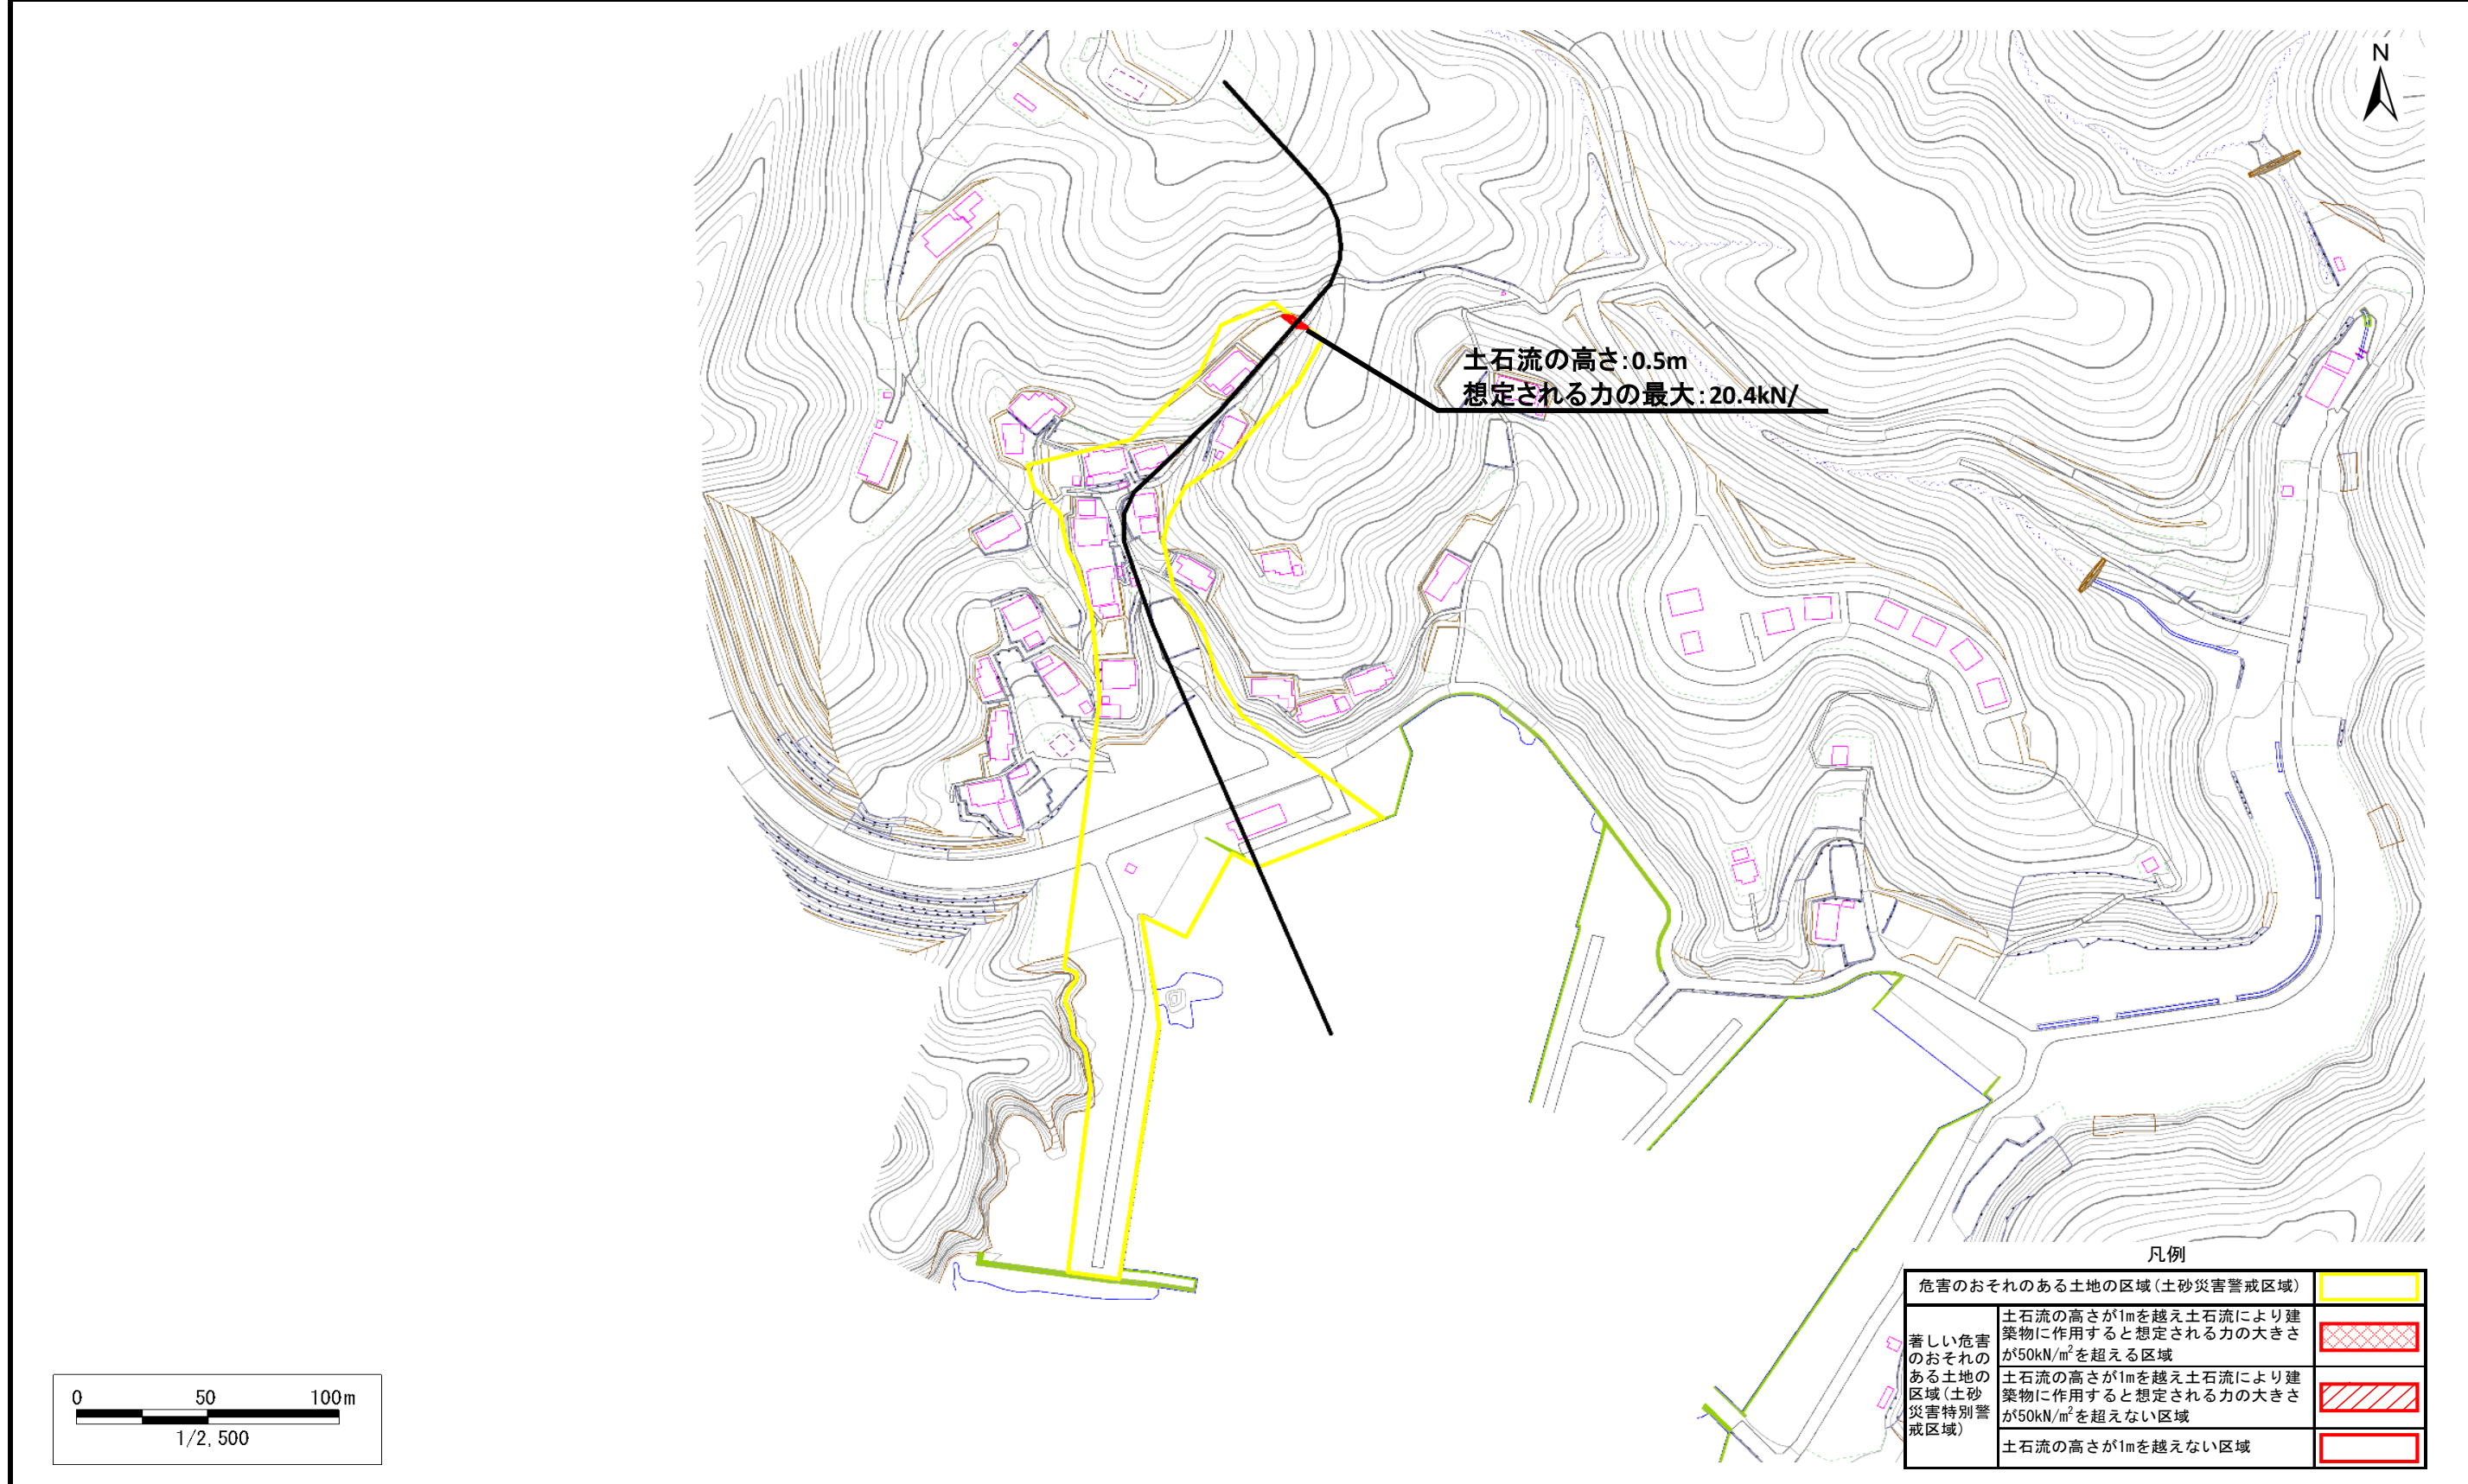 N
土石流の高さ:0.5m
想定される力の最大:20.4kN/
凡例
危害のおそれのある土地の区域(土砂災害警戒区域)
著しい危害
のおそれの
ある土地の
区域(土砂
災害特別警
戒区域)
土石流の高さが1mを越え土石流により建
築物に作用すると想定される力の大きさ
が50kN/m²を超える区域
土石流の高さが1mを越え土石流により建
築物に作用すると想定される力の大きさ
が50kN/m²を超えない区域
土石流の高さが1mを越えない区域
0 50 100m
1/2,500